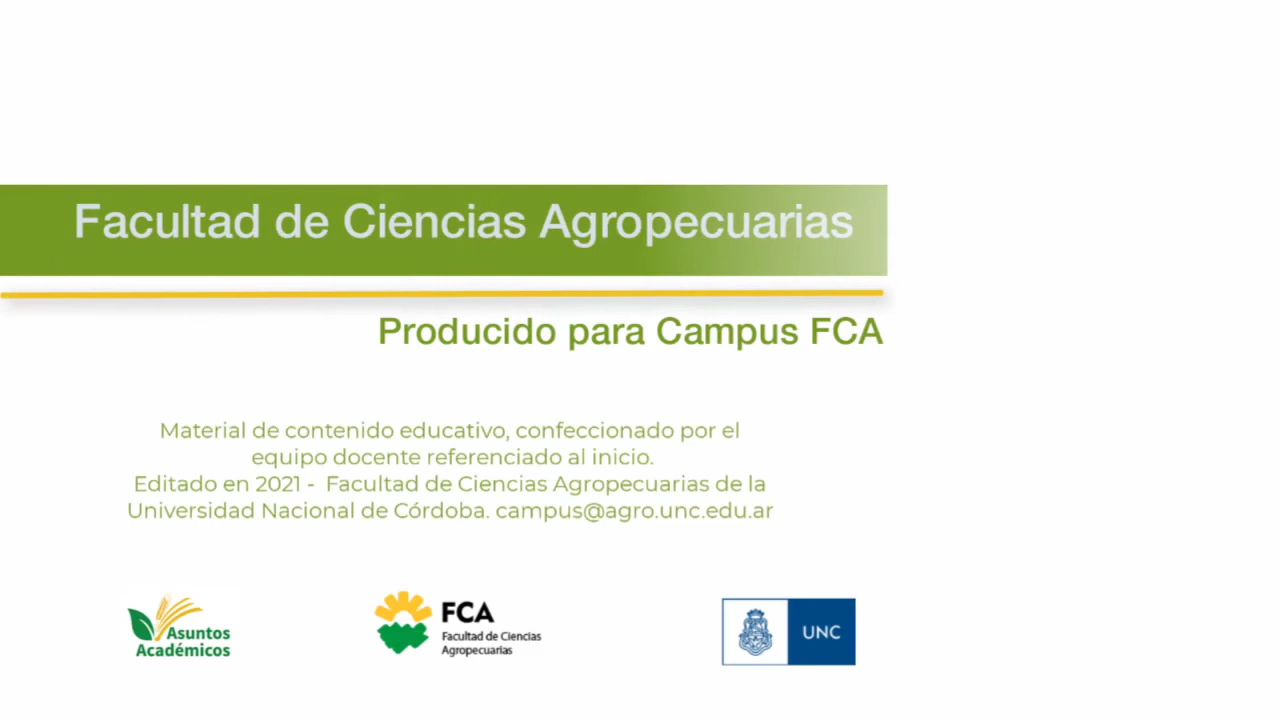 Facultad de Ciencias Agropecuarias
Producido para Campus FCA
Material de contenido educativo, confeccionado por el
equipo docente referenciado al inicio.
Editado en 2021 - Facultad de Ciencias Agropecuarias de la
Universidad Nacional de Córdoba. campus@agro.unc.edu.ar
Asuntos
Académicos
FCA
Facultad de Ciencias
Agropecuarias
UNC